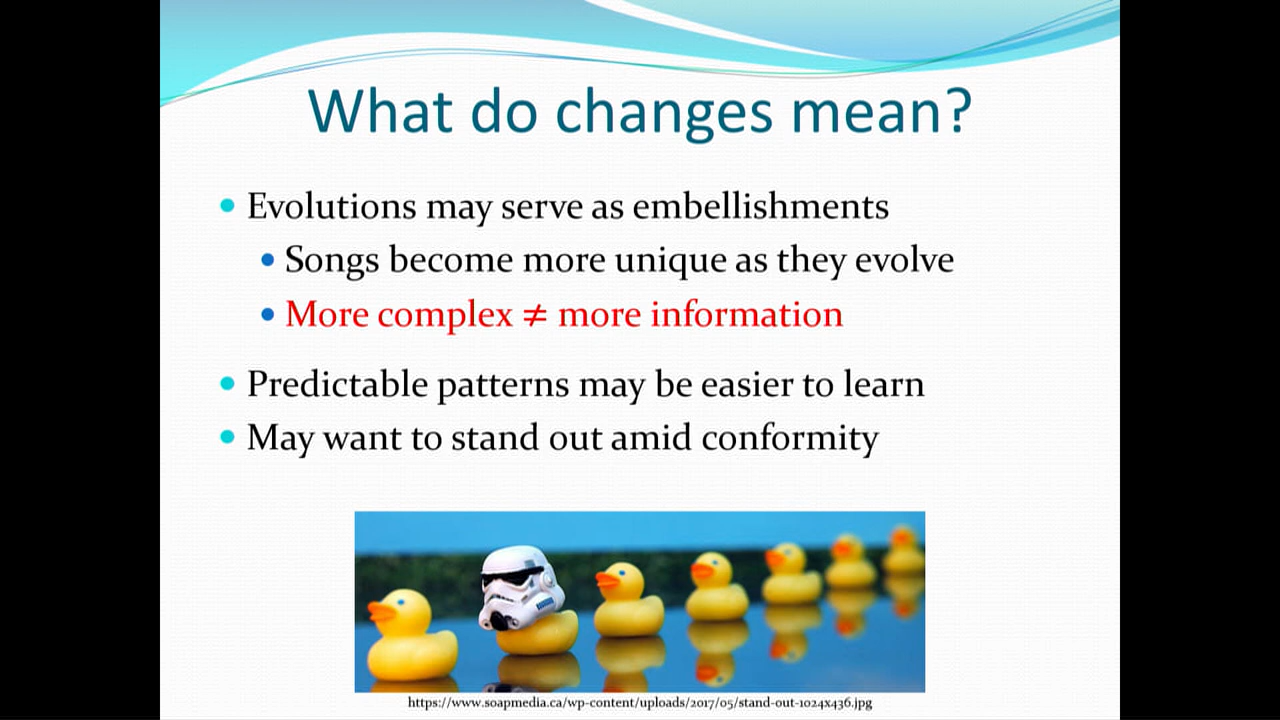 What do changes mean?
Evolutions may serve as embellishments
Songs become more unique as they evolve
More complex ≠ more information
Predictable patterns may be easier to learn
May want to stand out amid conformity
https://www.soapmedia.ca/wp-content/uploads/2017/05/stand-out-1024x436.jpg